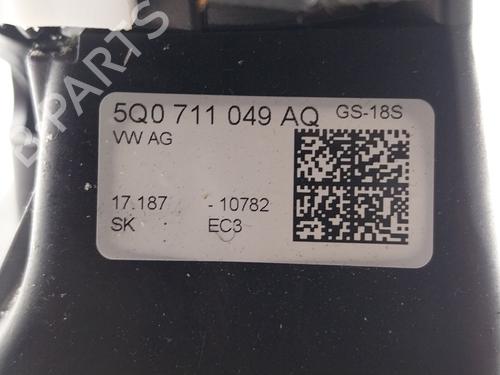 B-PARTS
5Q0 711 049 AQ GS-18S
VW AG
17.187 - 10782
SK EC3